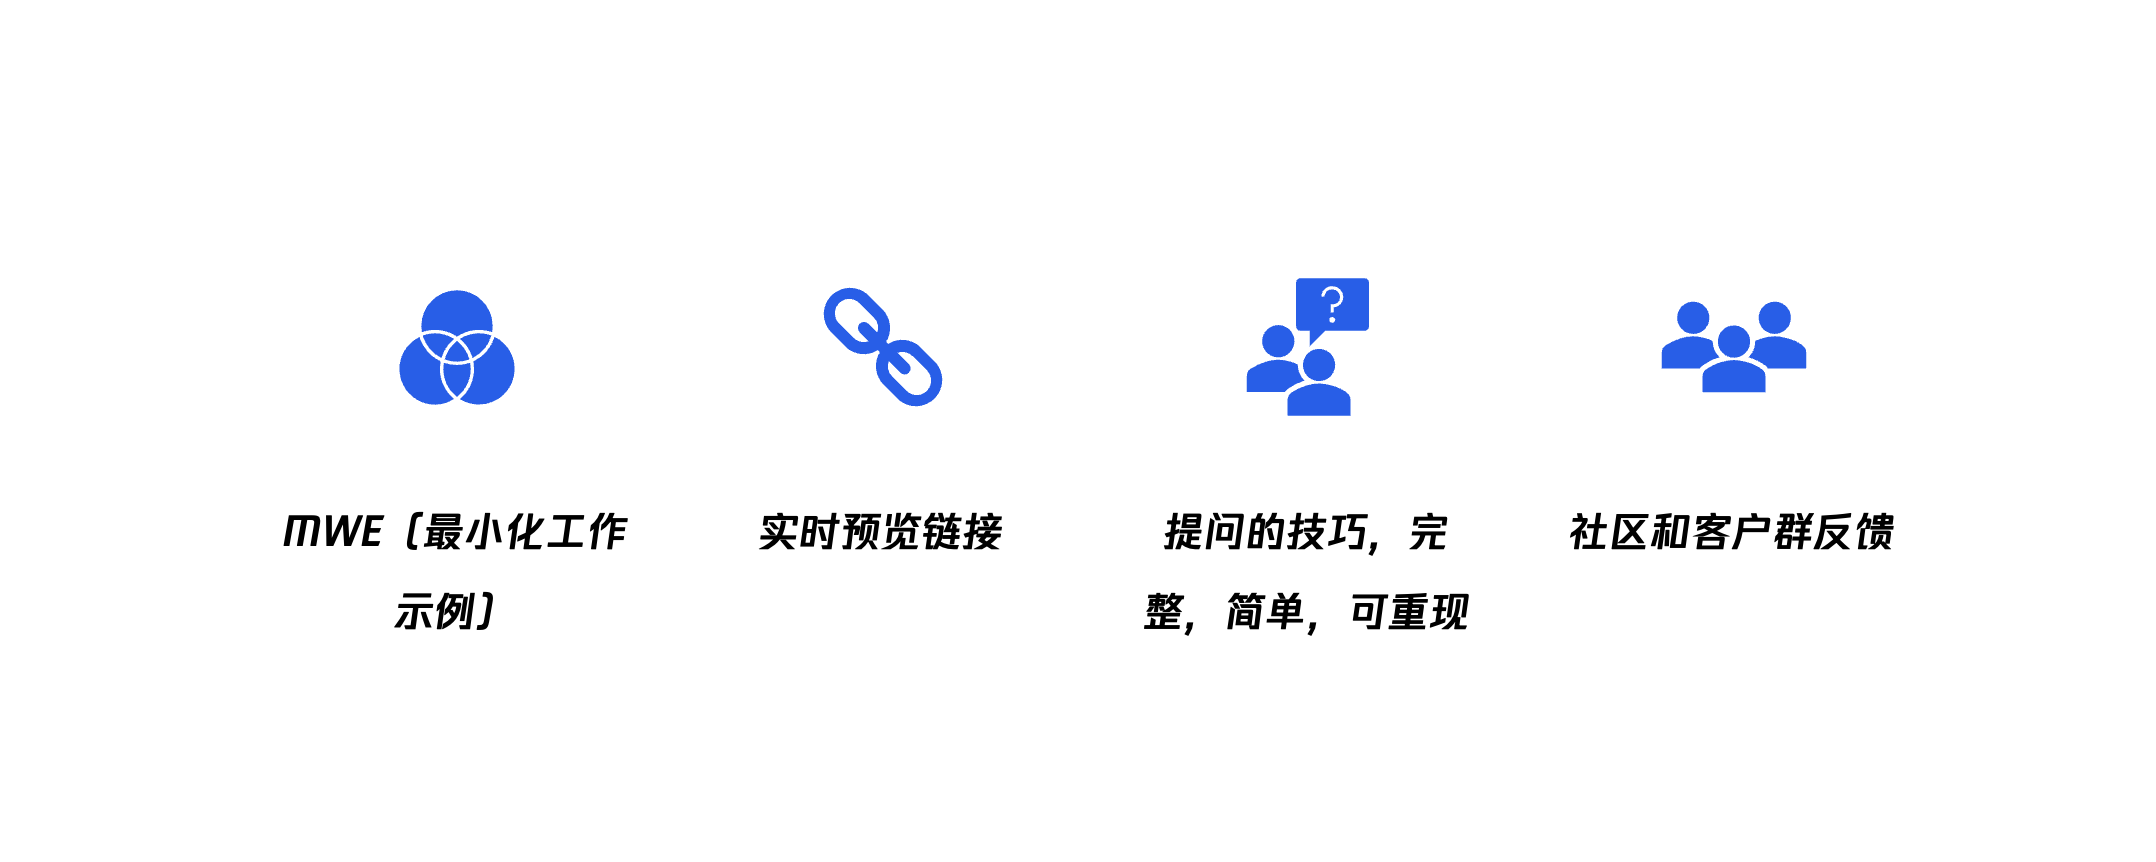 MWE（最小化工作
示例）
实时预览链接
提问的技巧，完
整，简单，可重现
社区和客户群反馈
?